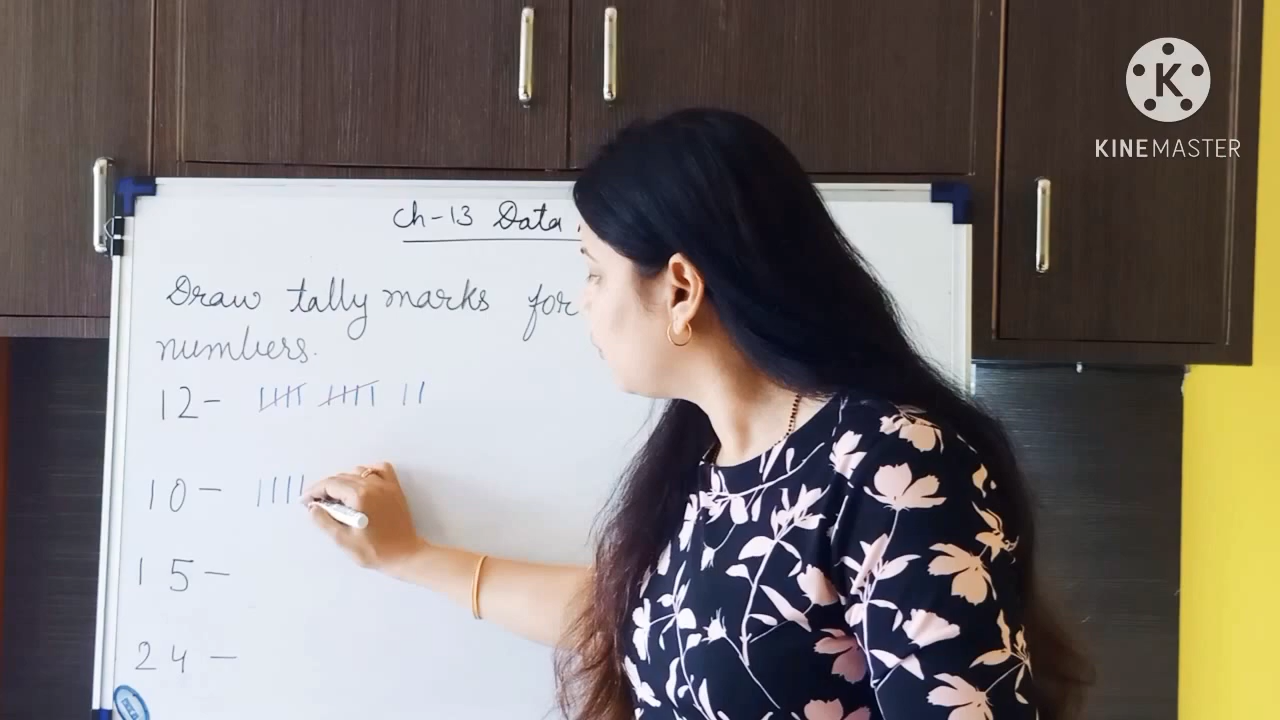 K
KINEMASTER
Ch-13 Data
Draw tally marks for
numbers.
12-
10-
15-
24-